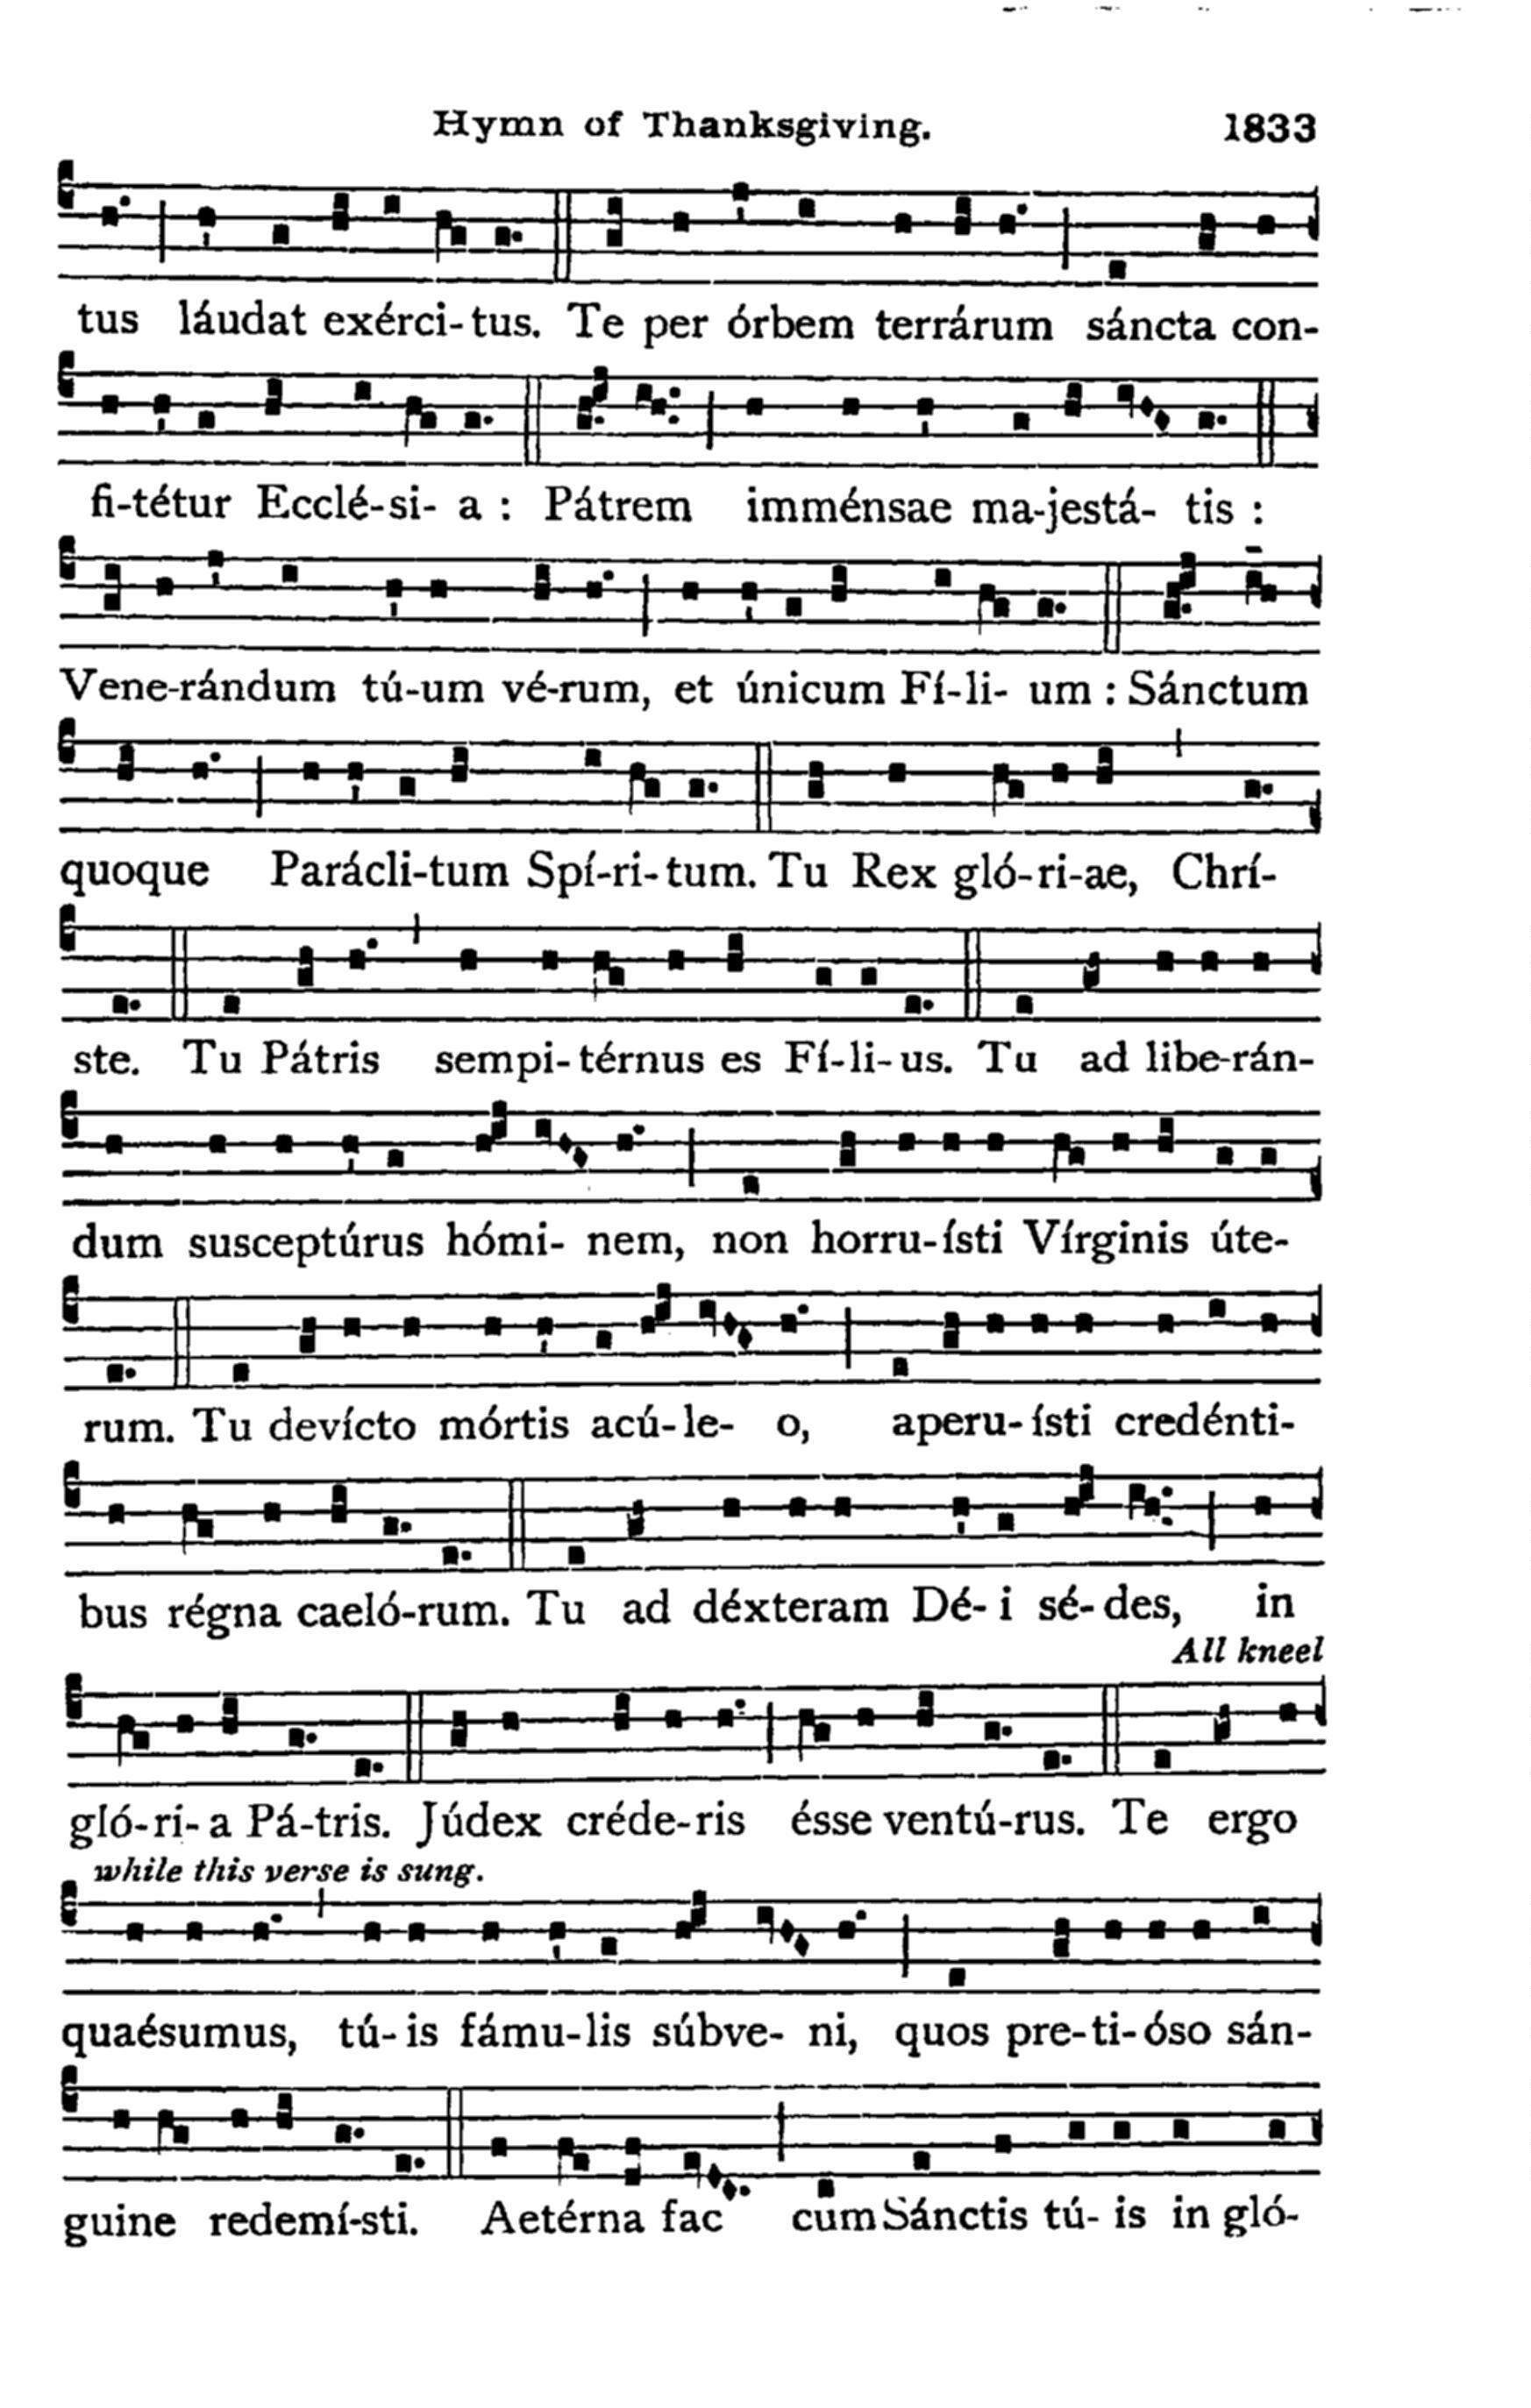 Hymn of Thanksgiving. 1833
tus láudat exérci-tus. Te per órbem terrárum sáncta con-
fi-tétur Ecclé-si- a : Pátrem imménsae ma-jestá- tis :
Vene-rándum tú-um vé-rum, et únicum Fí-li- um : Sánctum
quoque Parácli-tum Spí-ri-tum. Tu Rex gló-ri-ae, Chrí-
ste. Tu Pátris sempi-térnus es Fí-li-us. Tu ad libe-rán-
dum susceptúrus hómi- nem, non horru-ísti Vírginis úte-
rum. Tu devícto mórtis acú-le- o, aperu-ísti credénti-
bus régna caeló-rum. Tu ad déxteram Dé- i sé- des, in
All kneel
gló-ri- a Pá-tris. Júdex créde-ris ésse ventú-rus. Te ergo
while this verse is sung.
quaésumus, tú- is fámu-lis súbve- ni, quos pre-ti-óso sán-
guine redemí-sti. Aetérna fac cum Sánctis tú- is in gló-